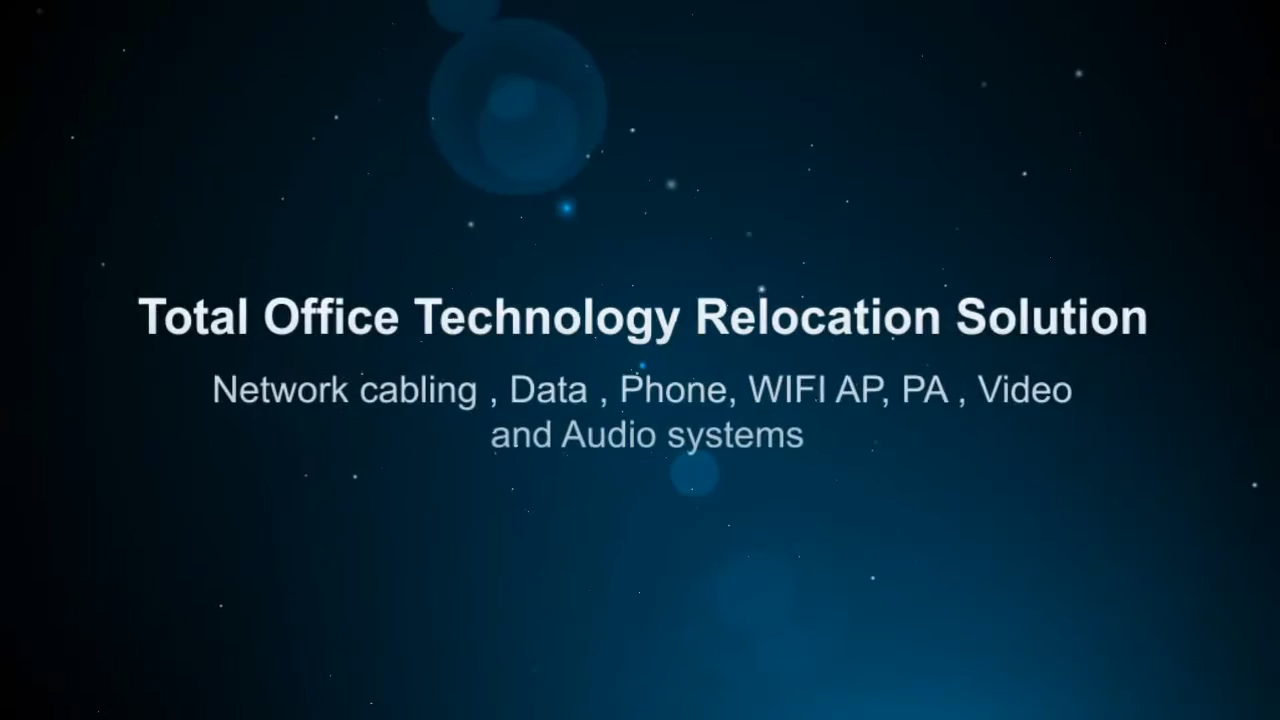 Total Office Technology Relocation Solution
Network cabling , Data , Phone, WIFI AP, PA , Video
and Audio systems